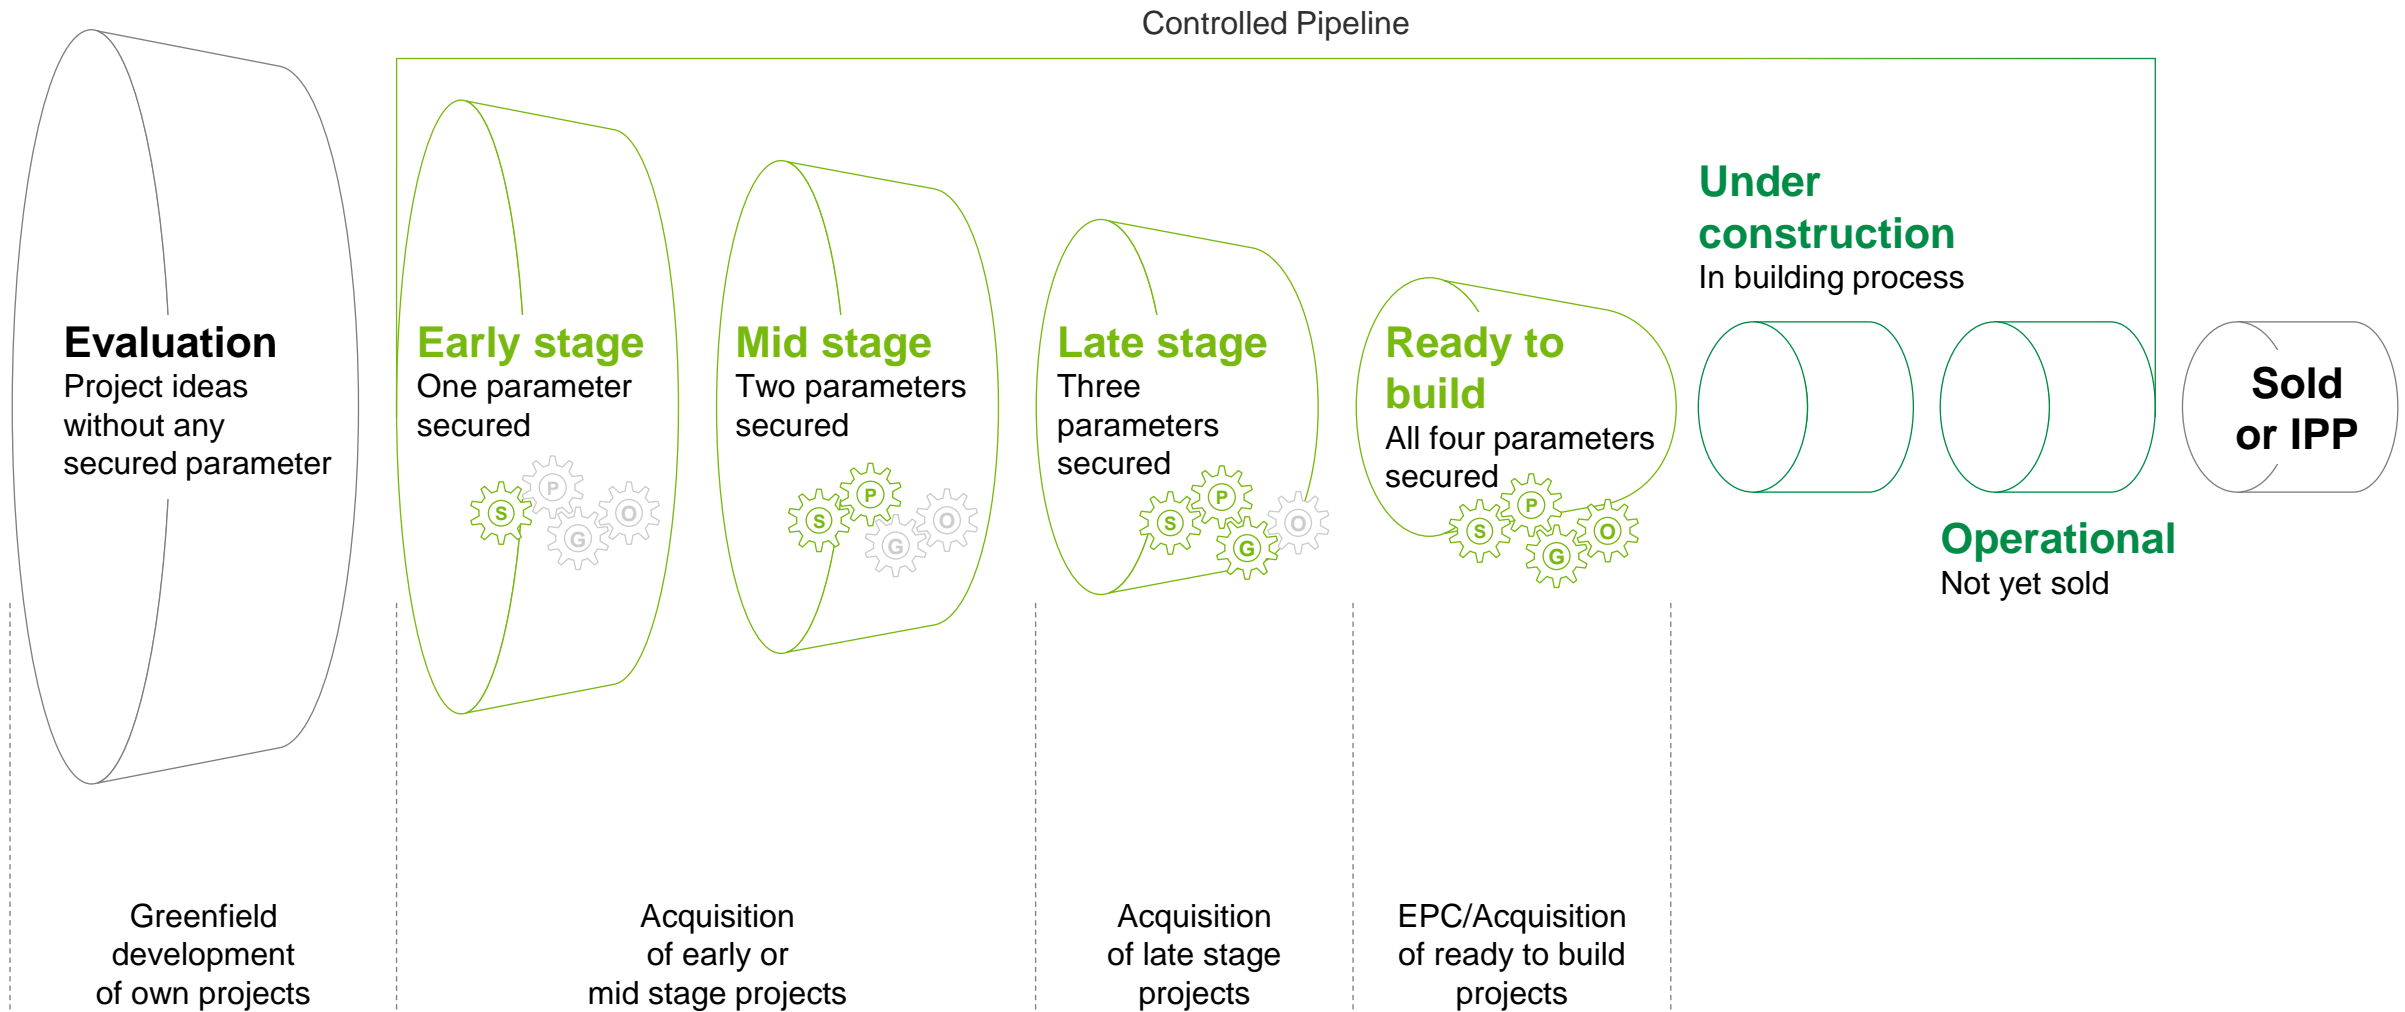 Controlled Pipeline
Evaluation
Project ideas
without any
secured parameter
Early stage
One parameter
secured
S
P
G
O
Mid stage
Two parameters
secured
S
P
G
O
Late stage
Three
parameters
secured
S
P
G
O
Ready to
build
All four parameters
secured
S
P
G
O
Under
construction
In building process
Operational
Not yet sold
Sold
or IPP
Greenfield
development
of own projects
Acquisition
of early or
mid stage projects
Acquisition
of late stage
projects
EPC/Acquisition
of ready to build
projects